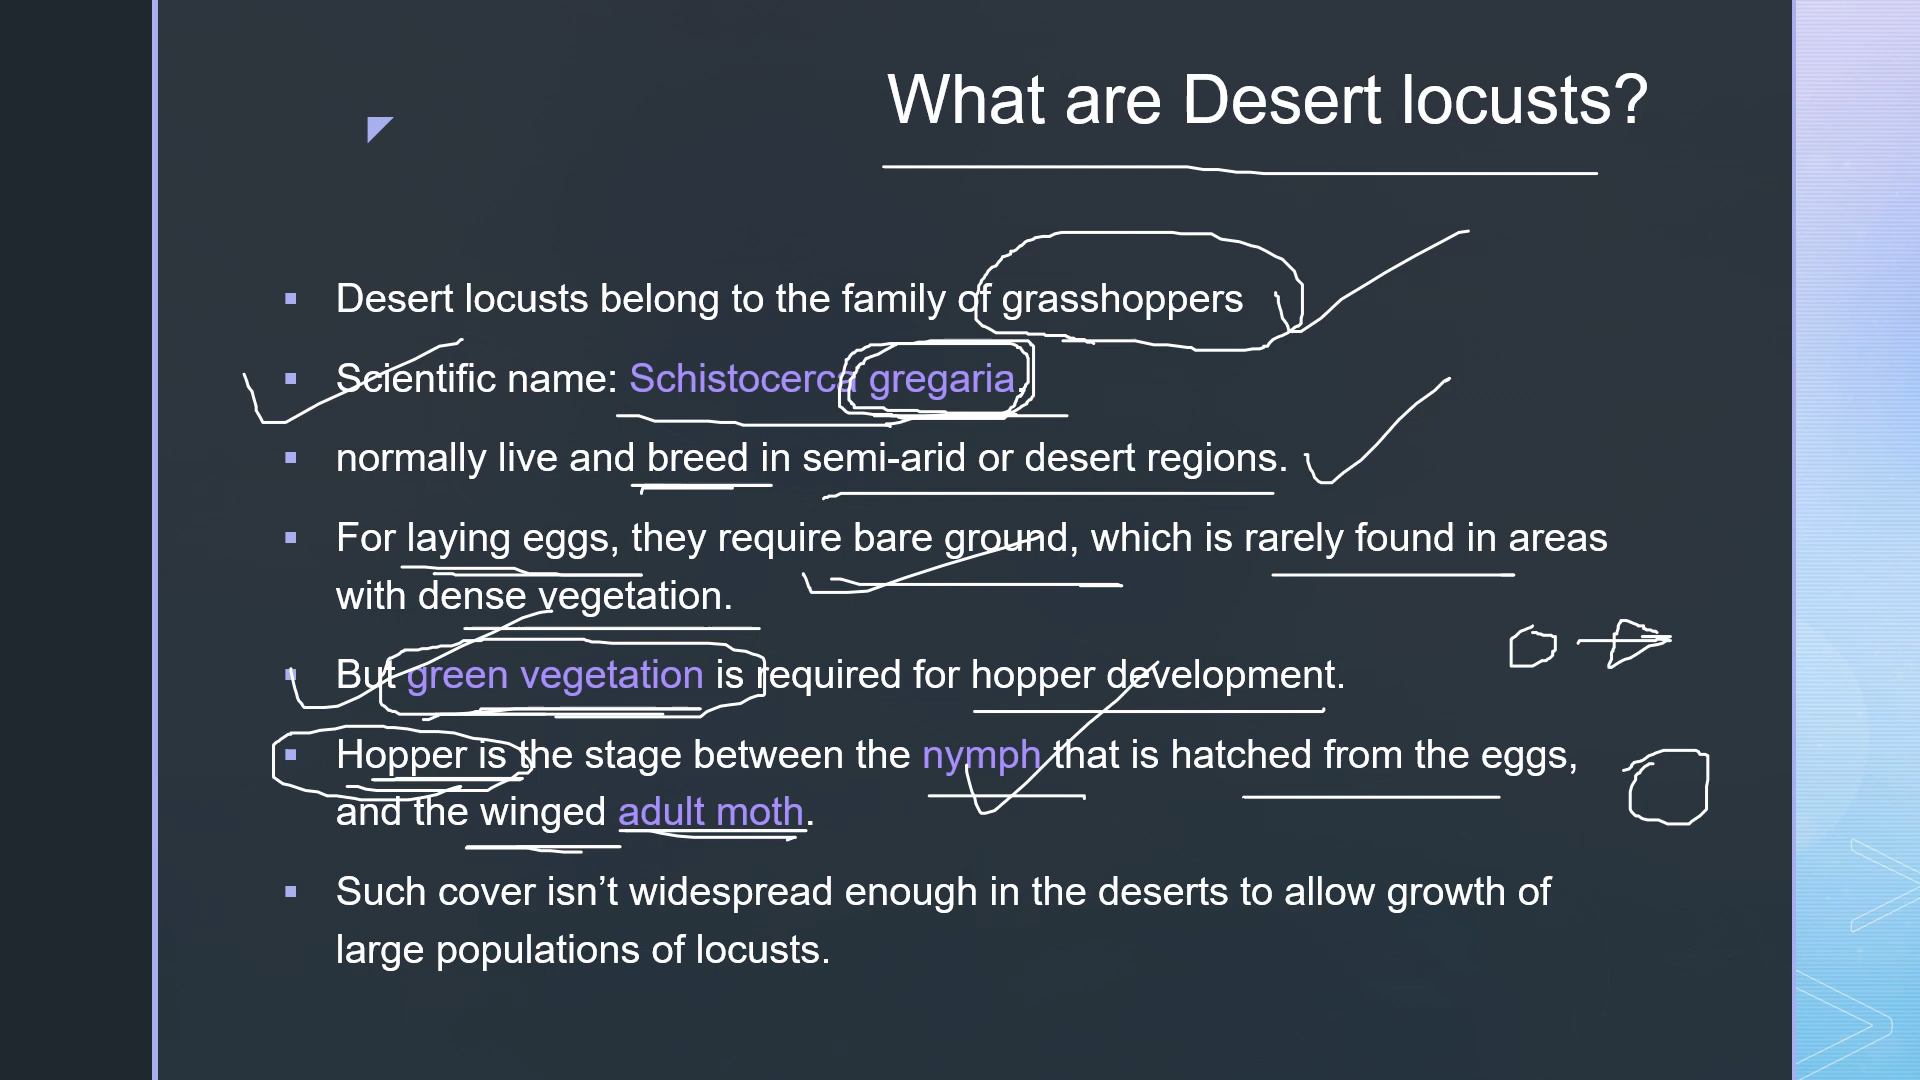 What are Desert locusts?
Desert locusts belong to the family of grasshoppers
Scientific name: Schistocerca gregaria.
normally live and breed in semi-arid or desert regions.
For laying eggs, they require bare ground, which is rarely found in areas
with dense vegetation.
But green vegetation is required for hopper development.
Hopper is the stage between the nymph that is hatched from the eggs,
and the winged adult moth.
Such cover isn’t widespread enough in the deserts to allow growth of
large populations of locusts.